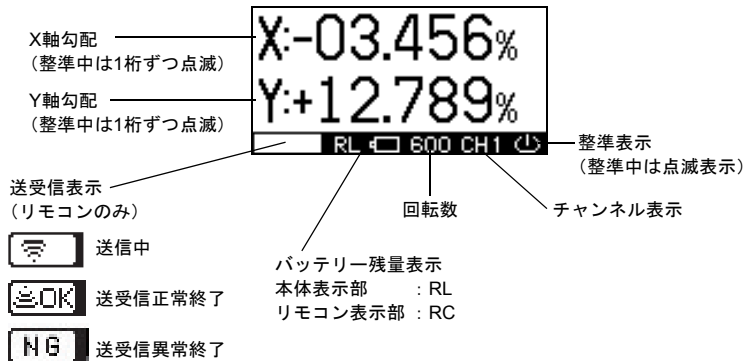 X軸勾配
（整準中は1桁ずつ点滅）
X:-03.456%
Y軸勾配
（整準中は1桁ずつ点滅）
Y:+12.789%
RL 600 CH1
整準表示
（整準中は点滅表示）
送受信表示
（リモコンのみ）
回転数
チャンネル表示
送信中
バッテリー残量表示
本体表示部　：RL
リモコン表示部：RC
OK 送受信正常終了
NG 送受信異常終了